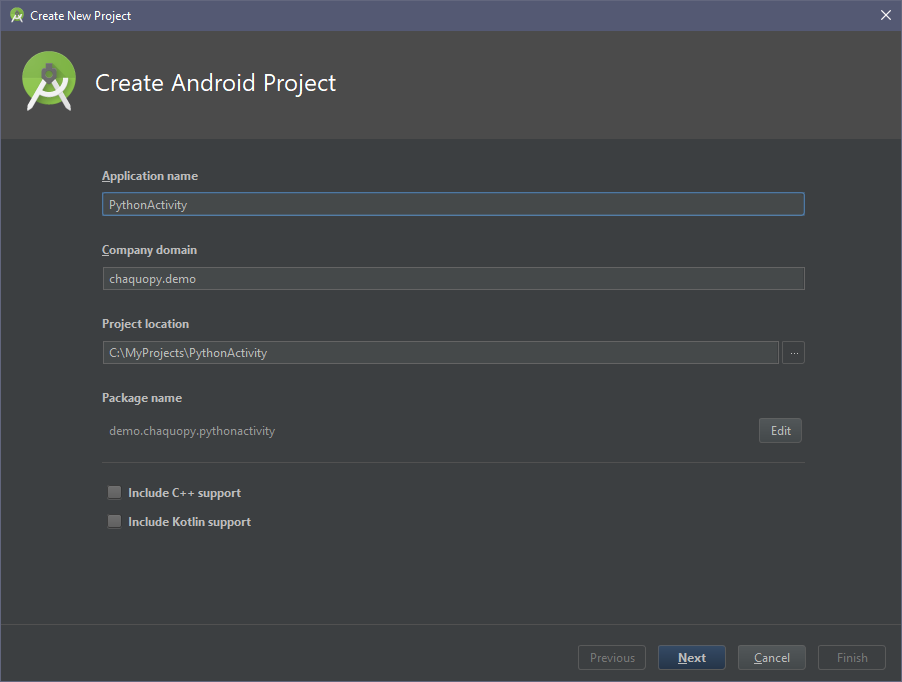 Create New Project
Create Android Project
Application name
PythonActivity
Company domain
chaquopy.demo
Project location
C:\MyProjects\PythonActivity
...
Package name
demo.chaquopy.pythonactivity
Edit
Include C++ support
Include Kotlin support
Previous Next Cancel Finish